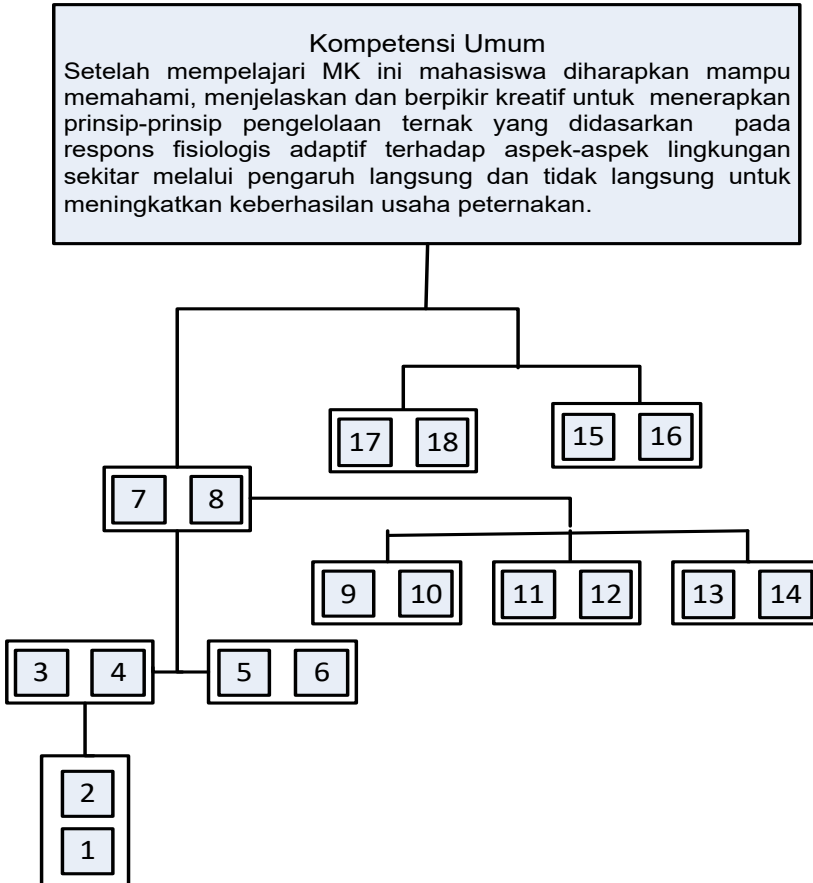 Kompetensi Umum
Setelah mempelajari MK ini mahasiswa diharapkan mampu
memahami, menjelaskan dan berpikir kreatif untuk menerapkan
prinsip-prinsip pengelolaan ternak yang didasarkan pada
respons fisiologis adaptif terhadap aspek-aspek lingkungan
sekitar melalui pengaruh langsung dan tidak langsung untuk
meningkatkan keberhasilan usaha peternakan.
17 18 15 16
7 8
9 10 11 12 13 14
3 4 5 6
2
1